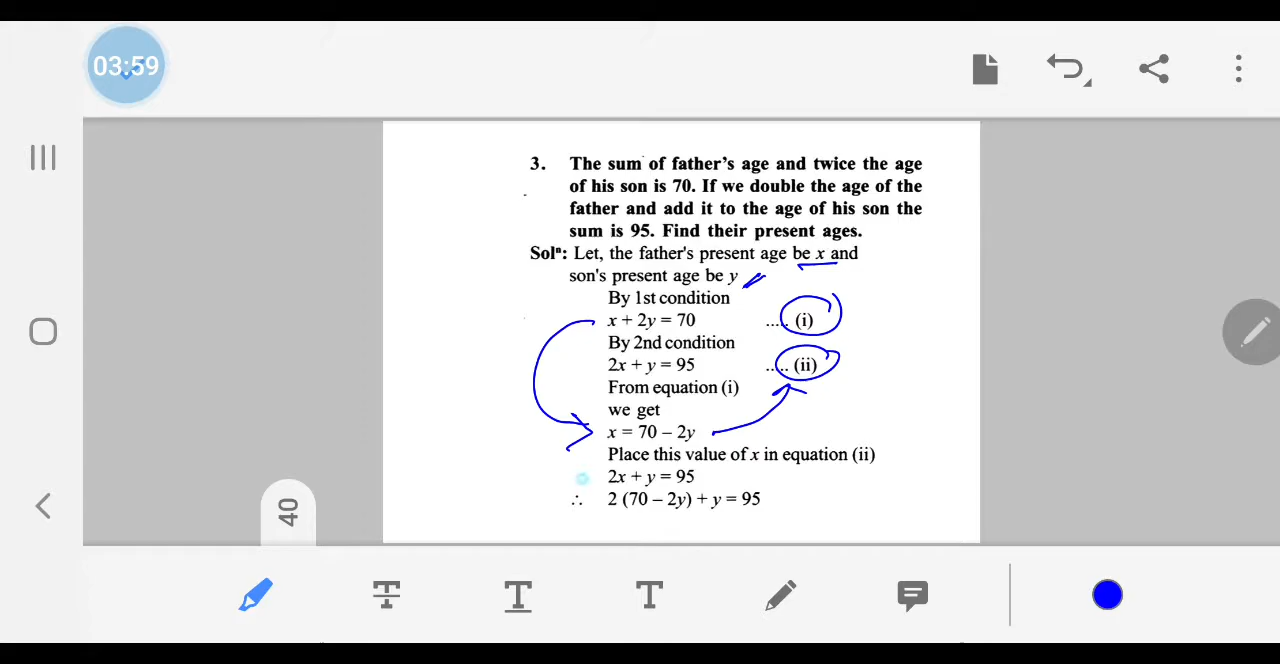 03:59
3. The sum of father's age and twice the age
of his son is 70. If we double the age of the
father and add it to the age of his son the
sum is 95. Find their present ages.
Solⁿ: Let, the father's present age be x and
son's present age be y
By 1st condition
x + 2y = 70 ..... (i)
By 2nd condition
2x + y = 95 ..... (ii)
From equation (i)
we get
x = 70 – 2y
Place this value of x in equation (ii)
2x + y = 95
∴ 2 (70 – 2y) + y = 95
40
T
T
T